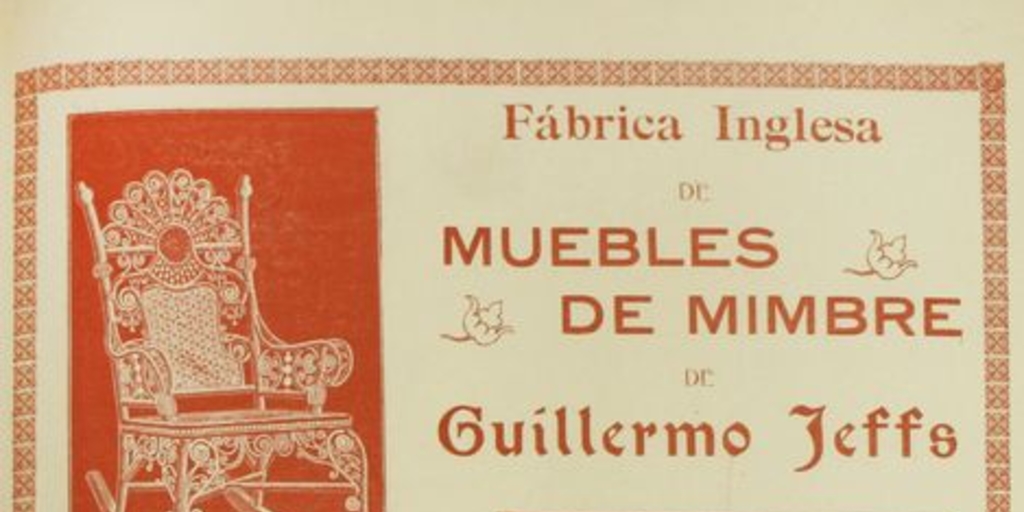 Fábrica Inglesa
DE
MUEBLES
DE MIMBRE
DE
Guillermo Jeffs